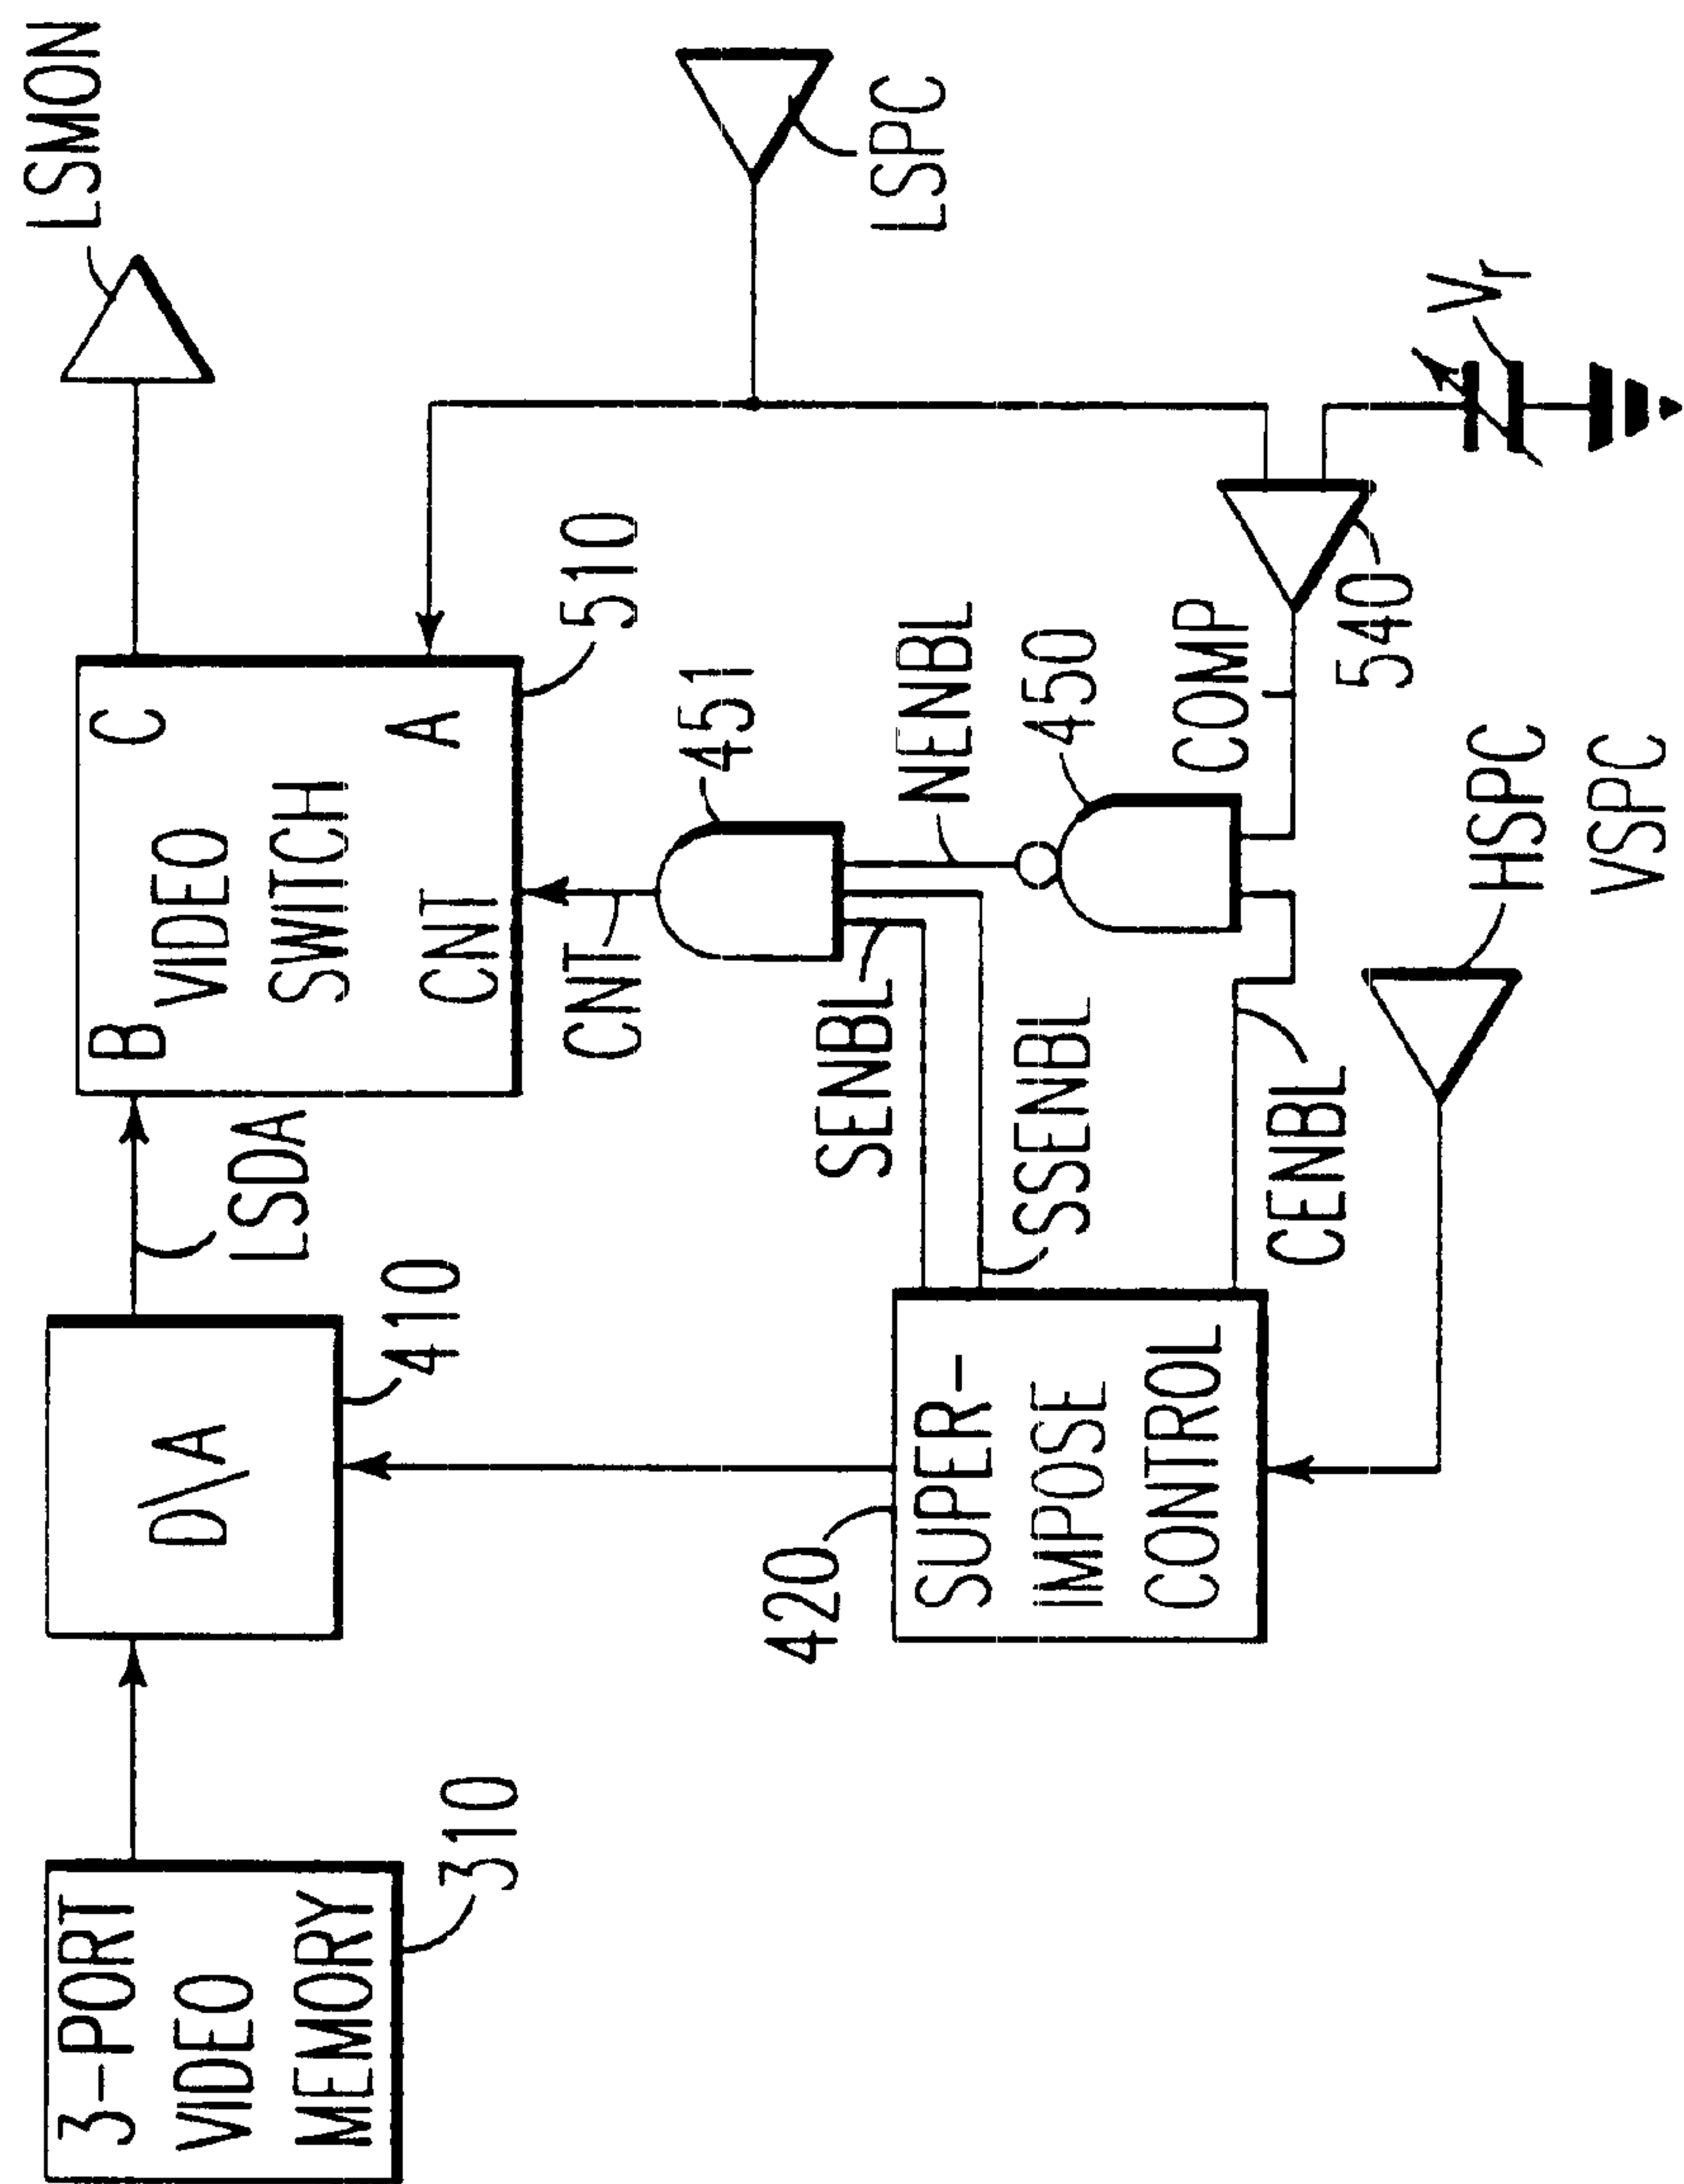 3-PORT
VIDEO
MEMORY
310
D/A
410
LSDA
B
C
VIDEO
SWITCH
CNT
A
510
LSMON
LSPC
CNT
451
SENBL
SSENBL
NENBL
450
CENBL
COMP
540
Vr
SUPER-
IMPOSE
CONTROL
420
HSPC
VSPC